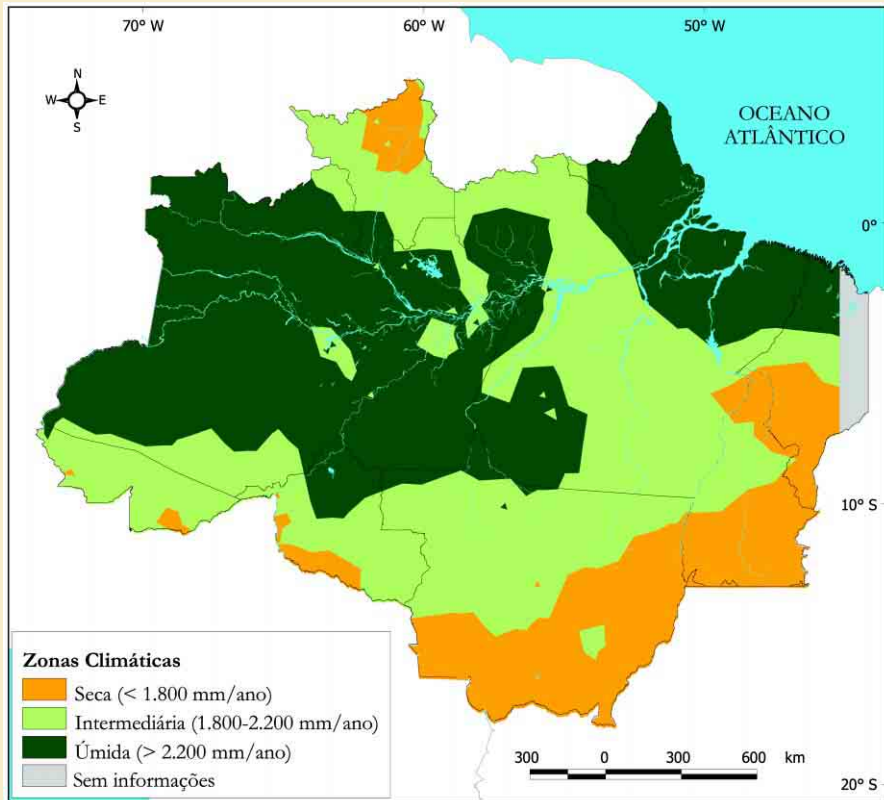 70° W 60° W 50° W
N
W E
S
OCEANO
ATLÂNTICO
0°
10° S
Zonas Climáticas
Seca (< 1.800 mm/ano)
Intermediária (1.800-2.200 mm/ano)
Úmida (> 2.200 mm/ano)
Sem informações
300 0 300 600 km
20° S